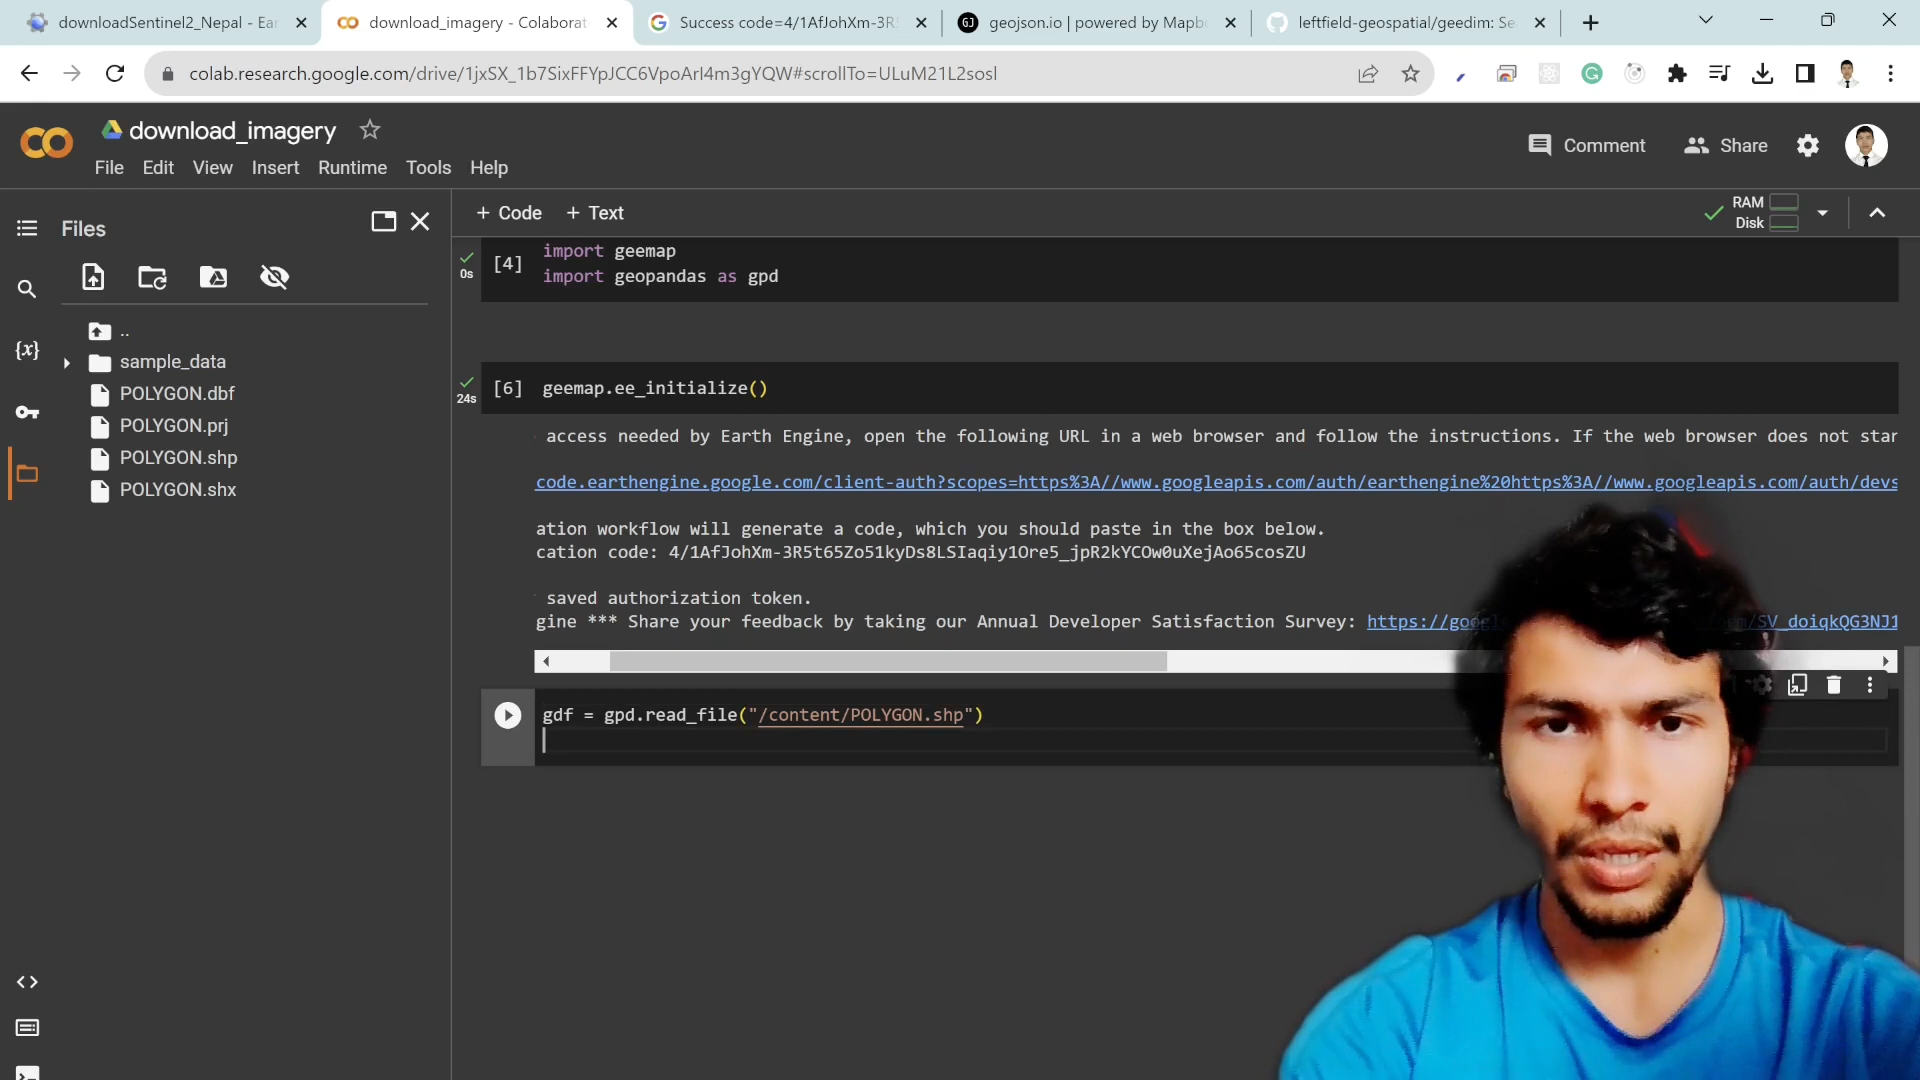 downloadSentinel2_Nepal - Ear
download_imagery - Colaborat
Success code=4/1AfJohXm-3R5
geojson.io | powered by Mapb
leftfield-geospatial/geedim: Se
colab.research.google.com/drive/1jxSX_1b7SixFFYpJCC6VpoArI4m3gYQW#scrollTo=ULuM21L2sosl
download_imagery
File Edit View Insert Runtime Tools Help
Comment
Share
Files
+ Code + Text
RAM
Disk
..
sample_data
POLYGON.dbf
POLYGON.prj
POLYGON.shp
POLYGON.shx
0s
[4]
import geemap
import geopandas as gpd
24s
[6] geemap.ee_initialize()
access needed by Earth Engine, open the following URL in a web browser and follow the instructions. If the web browser does not star
code.earthengine.google.com/client-auth?scopes=https%3A//www.googleapis.com/auth/earthengine%20https%3A//www.googleapis.com/auth/devs
ation workflow will generate a code, which you should paste in the box below.
cation code: 4/1AfJohXm-3R5t65Zo51kyDs8LSIaqiy1Ore5_jpR2kYCOw0uXejAo65cosZU
saved authorization token.
gine *** Share your feedback by taking our Annual Developer Satisfaction Survey: https://goog SV_doiqkQG3NJ1
gdf = gpd.read_file("/content/POLYGON.shp")